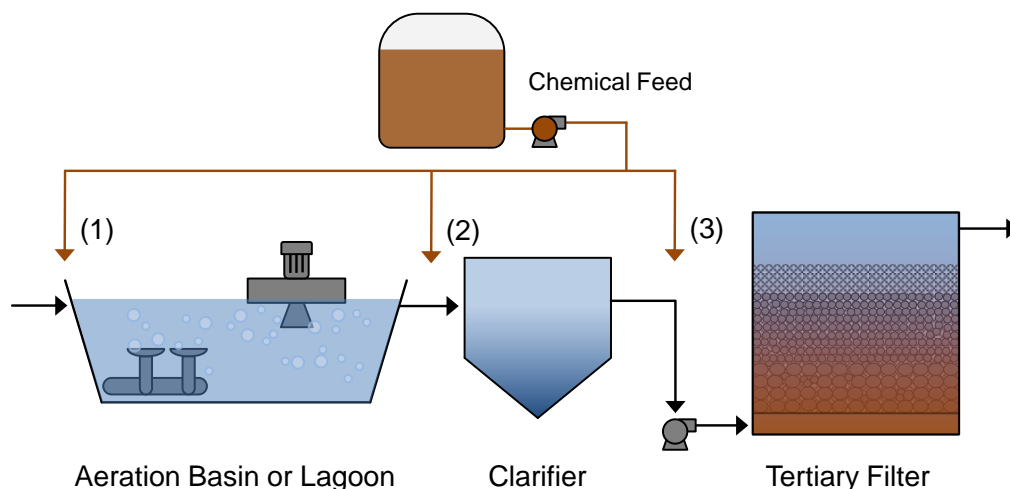 Chemical Feed
(1)
(2)
(3)
Aeration Basin or Lagoon
Clarifier
Tertiary Filter